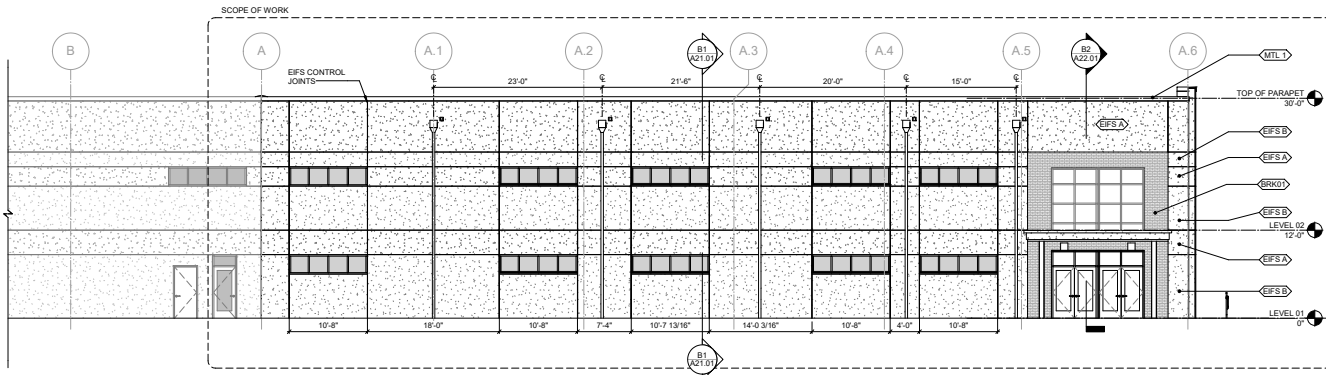 SCOPE OF WORK
B
A
A.1
A.2
B1
A21.01
A.3
A.4
A.5
B2
A22.01
A.6
MTL 1
EIFS CONTROL
JOINTS
23'-0"
21'-6"
20'-0"
15'-0"
TOP OF PARAPET
30'-0"
EIFS A
EIFS B
EIFS A
BRK01
EIFS B
LEVEL 02
12'-0"
EIFS A
EIFS B
LEVEL 01
0"
10'-8"
18'-0"
10'-8"
7'-4"
10'-7 13/16"
14'-0 3/16"
10'-8"
4'-0"
10'-8"
B1
A21.01